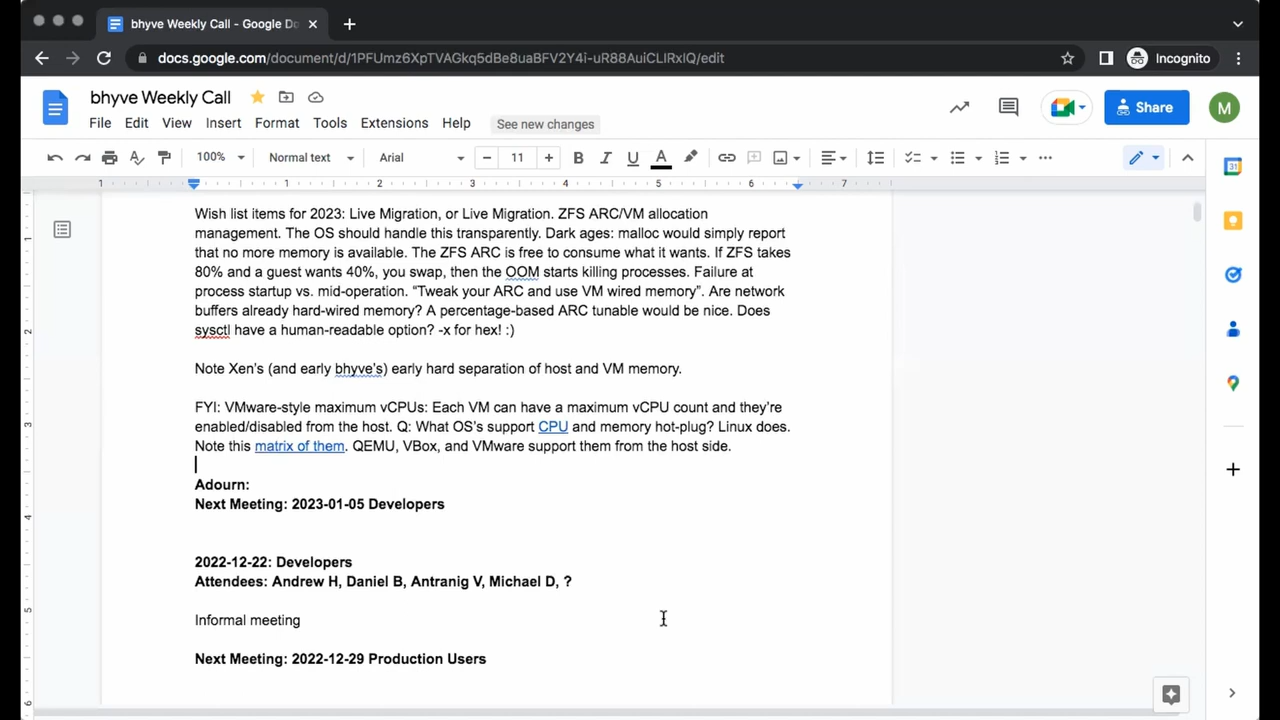 bhyve Weekly Call - Google Do
docs.google.com/document/d/1PFUmz6XpTVAGkq5dBe8uaBFV2Y4i-uR88AuiCLIRxIQ/edit
Incognito
bhyve Weekly Call
Share
M
File Edit View Insert Format Tools Extensions Help See new changes
100% Normal text Arial 11
1 1 2 3 4 5 6 7
Wish list items for 2023: Live Migration, or Live Migration. ZFS ARC/VM allocation
management. The OS should handle this transparently. Dark ages: malloc would simply report
that no more memory is available. The ZFS ARC is free to consume what it wants. If ZFS takes
80% and a guest wants 40%, you swap, then the OOM starts killing processes. Failure at
process startup vs. mid-operation. “Tweak your ARC and use VM wired memory”. Are network
buffers already hard-wired memory? A percentage-based ARC tunable would be nice. Does
sysctl have a human-readable option? -x for hex! :)
Note Xen’s (and early bhyve’s) early hard separation of host and VM memory.
FYI: VMware-style maximum vCPUs: Each VM can have a maximum vCPU count and they’re
enabled/disabled from the host. Q: What OS’s support CPU and memory hot-plug? Linux does.
Note this matrix of them. QEMU, VBox, and VMware support them from the host side.
Adourn:
Next Meeting: 2023-01-05 Developers
2022-12-22: Developers
Attendees: Andrew H, Daniel B, Antranig V, Michael D, ?
Informal meeting
Next Meeting: 2022-12-29 Production Users